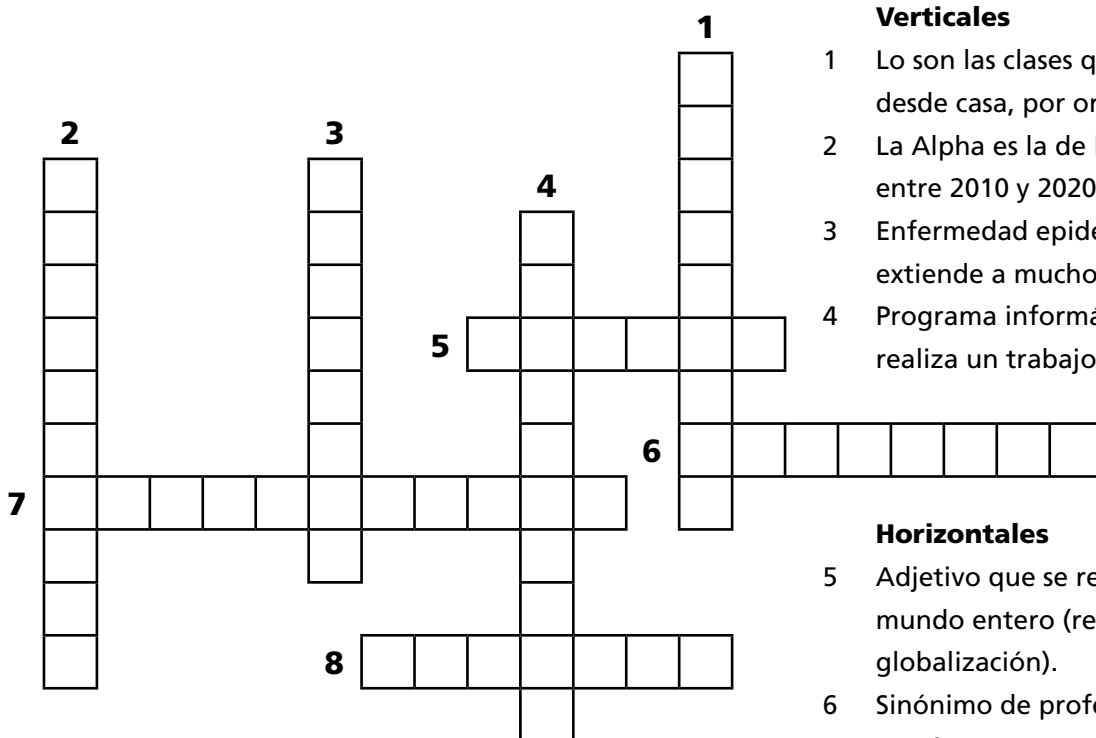 1
2
3
4
5
6
7
8
Verticales
1 Lo son las clases q
desde casa, por or
2 La Alpha es la de
entre 2010 y 2020
3 Enfermedad epide
extiende a mucho
4 Programa informá
realiza un trabajo
Horizontales
5 Adjetivo que se re
mundo entero (re
globalización).
6 Sinónimo de profe